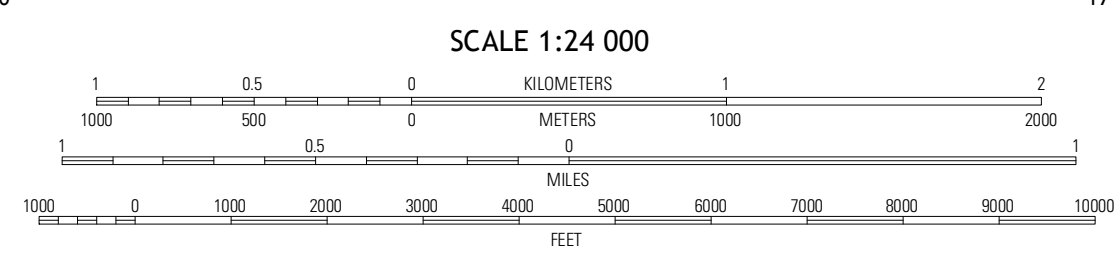 SCALE 1:24 000
1 0.5 0 KILOMETERS 1 2
1000 500 0 METERS 1000 2000
1 0.5 0 1
MILES
1000 0 1000 2000 3000 4000 5000 6000 7000 8000 9000 10000
FEET